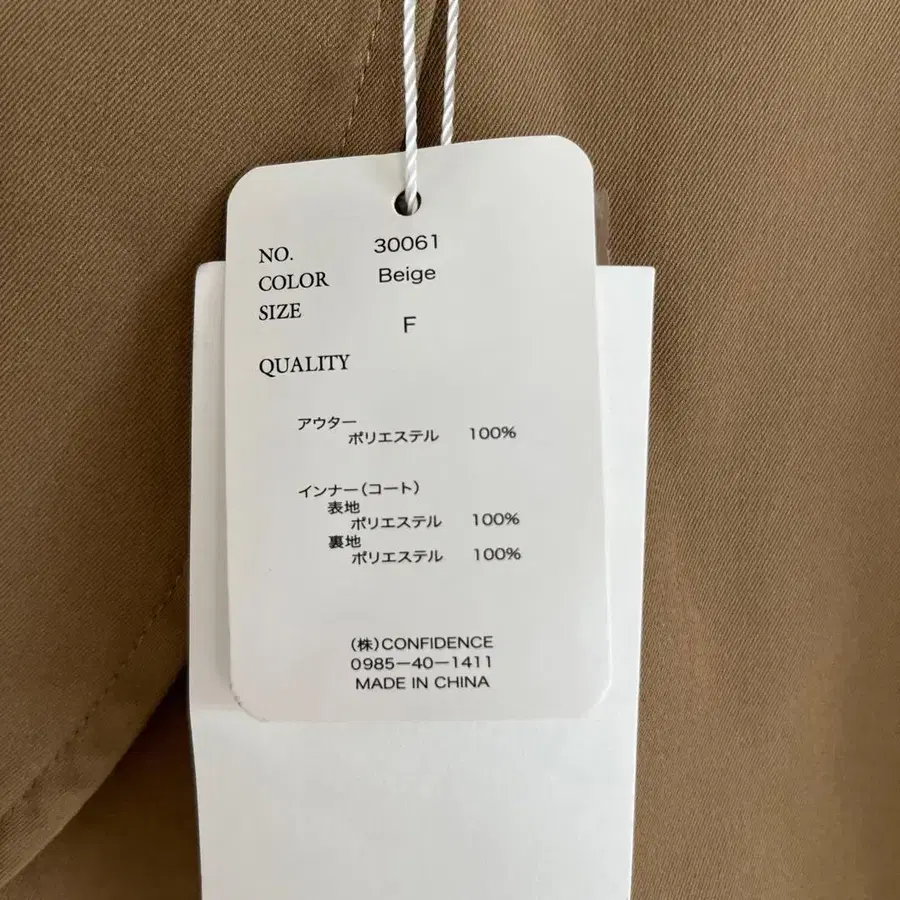 NO. 30061
COLOR Beige
SIZE
F
QUALITY
アウター
ポリエステル 100%
インナー(コート)
表地
ポリエステル 100%
裏地
ポリエステル 100%
(株)CONFIDENCE
0985-40-1411
MADE IN CHINA